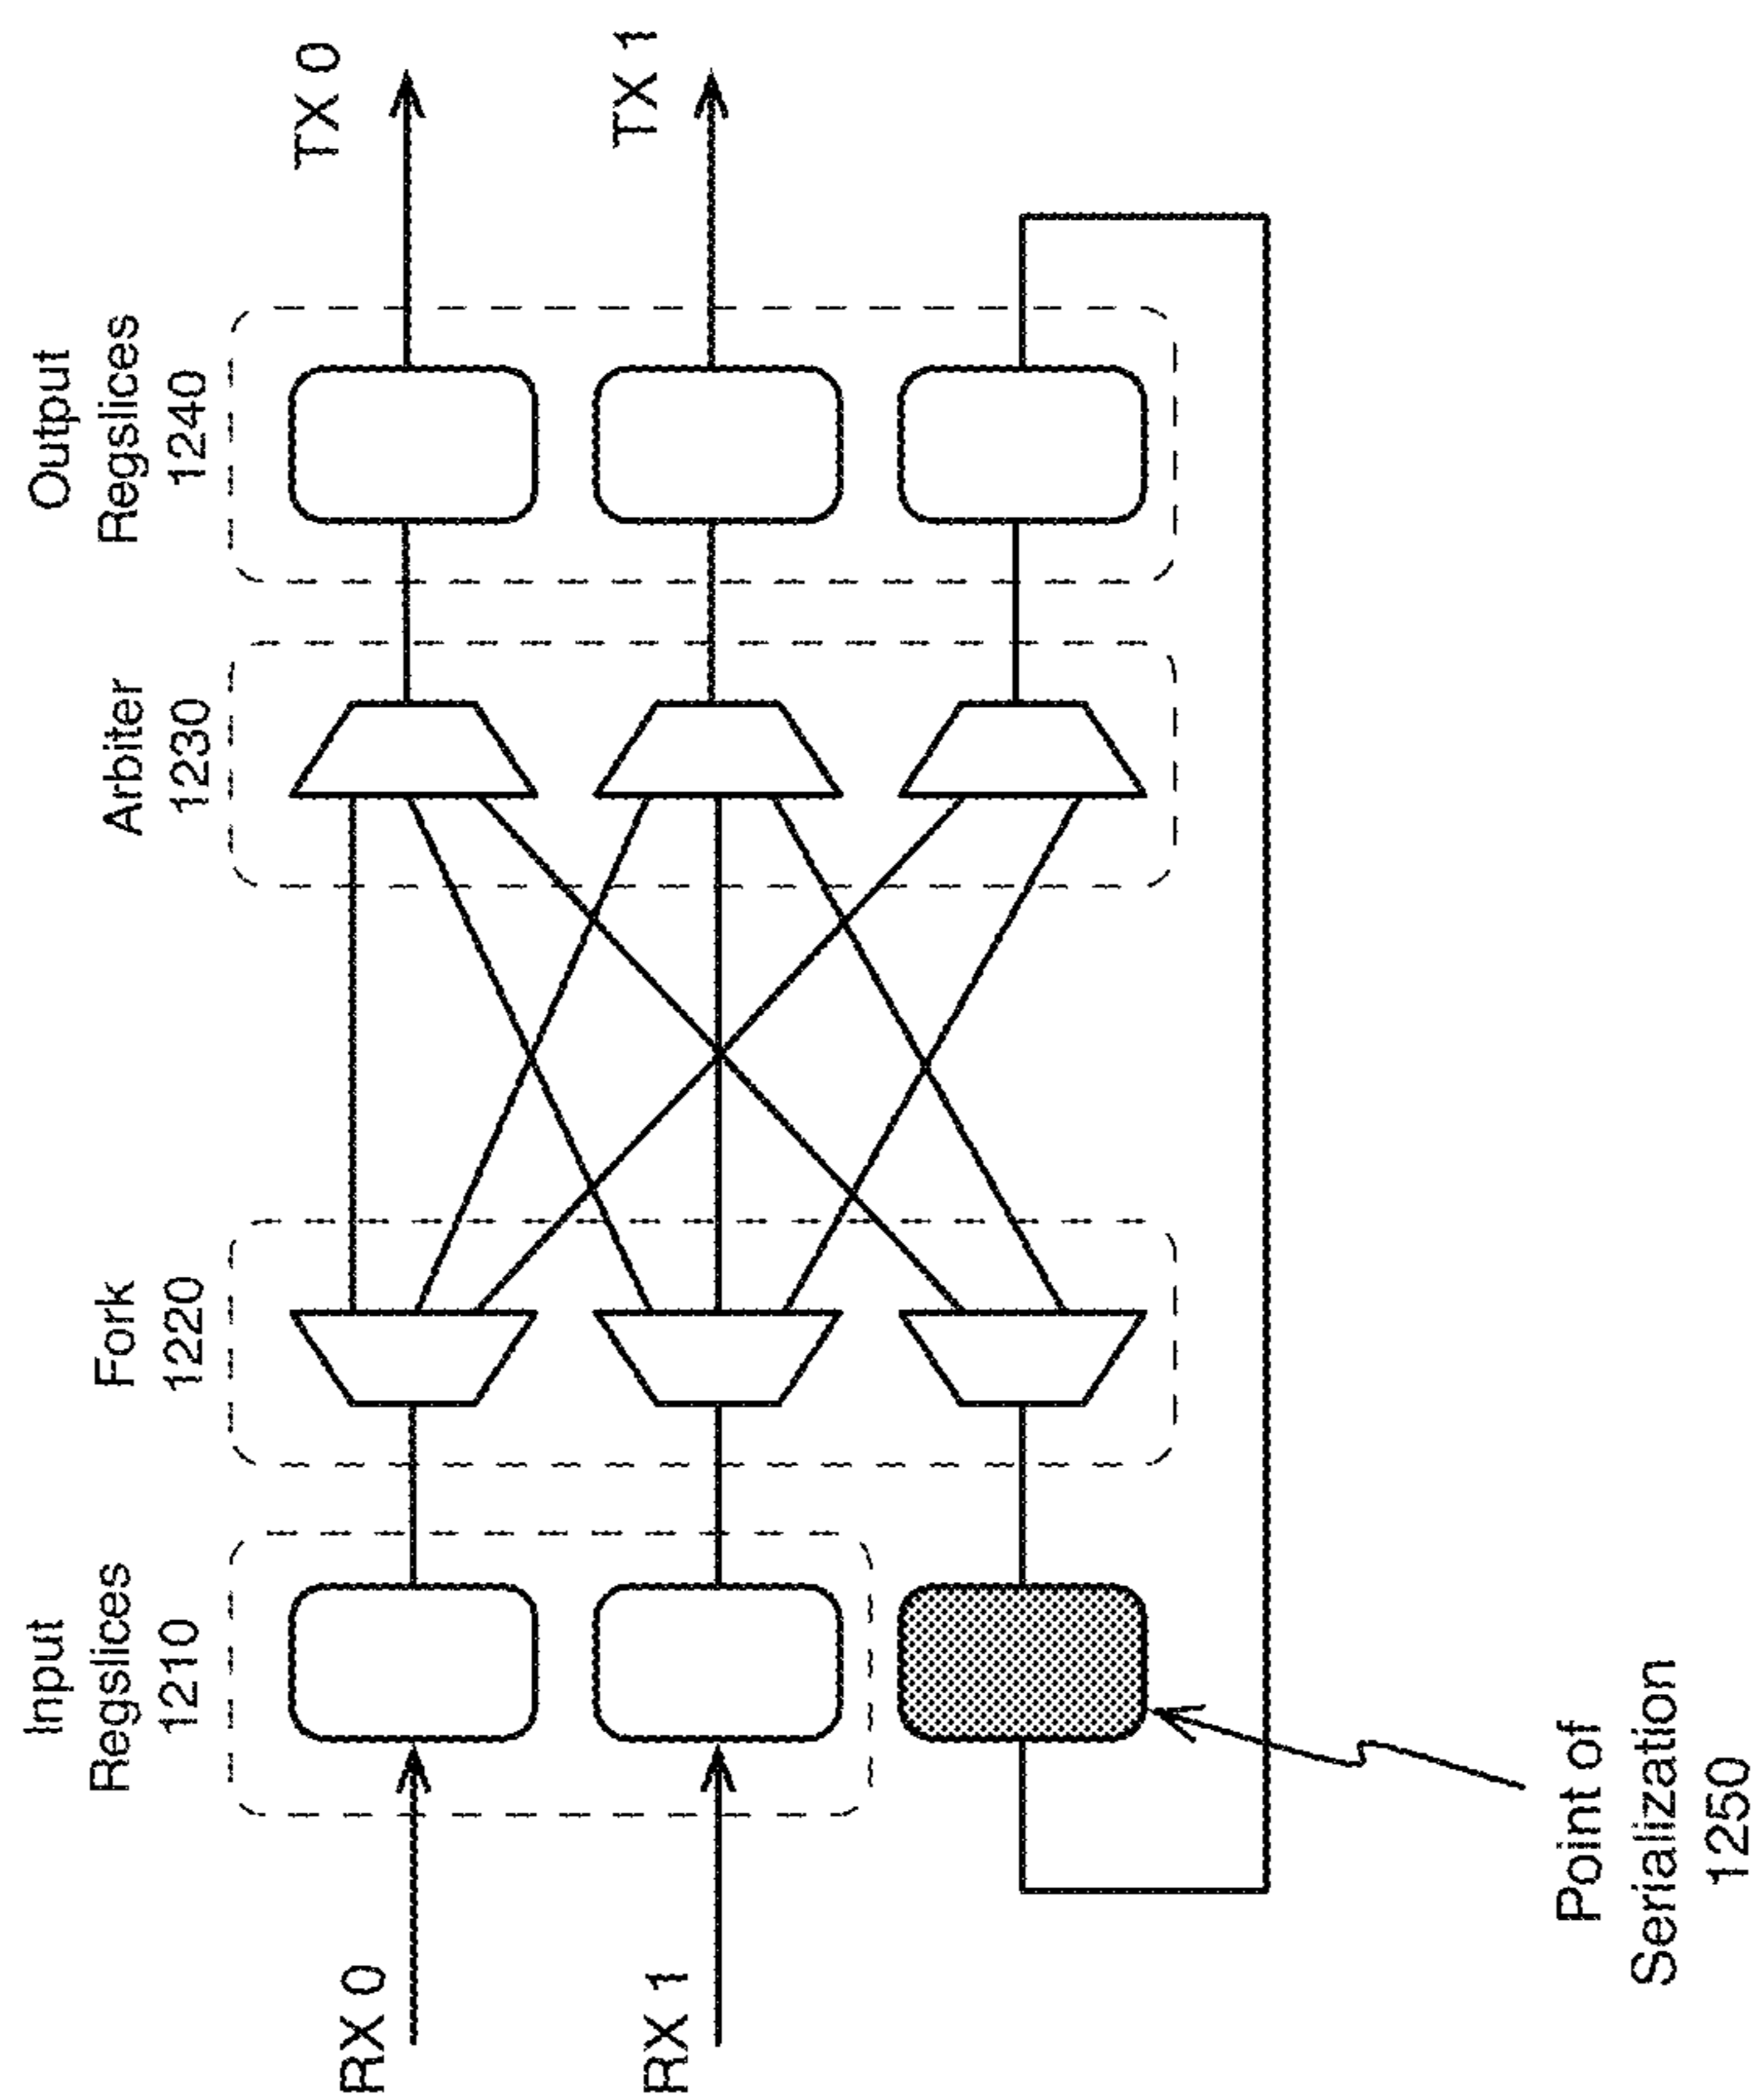 Input
Regslices
1210
Fork
1220
Arbiter
1230
Output
Regslices
1240
RX 0
TX 0
RX 1
TX 1
Point of
Serialization
1250